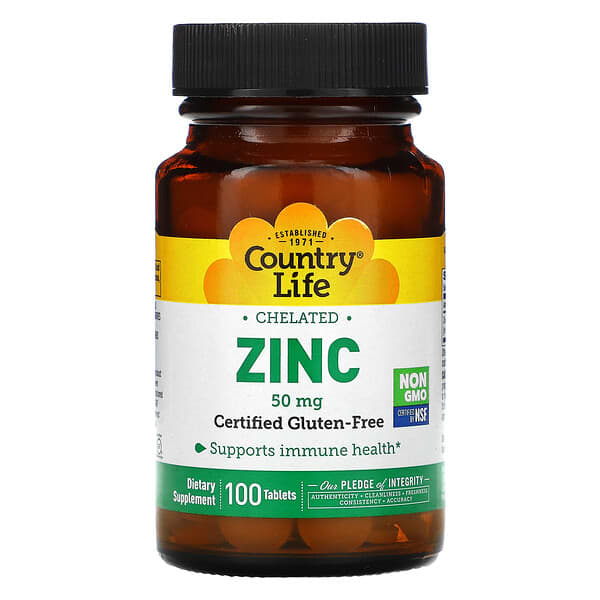 ESTABLISHED
1971
Country®
Life
• CHELATED •
ZINC
50 mg
Certified Gluten-Free
Supports immune health*
NON
GMO
CERTIFIED
BY NSF
Dietary
Supplement
100 Tablets
Our PLEDGE of INTEGRITY
AUTHENTICITY • CLEANLINESS • FRESHNESS
CONSISTENCY • ACCURACY